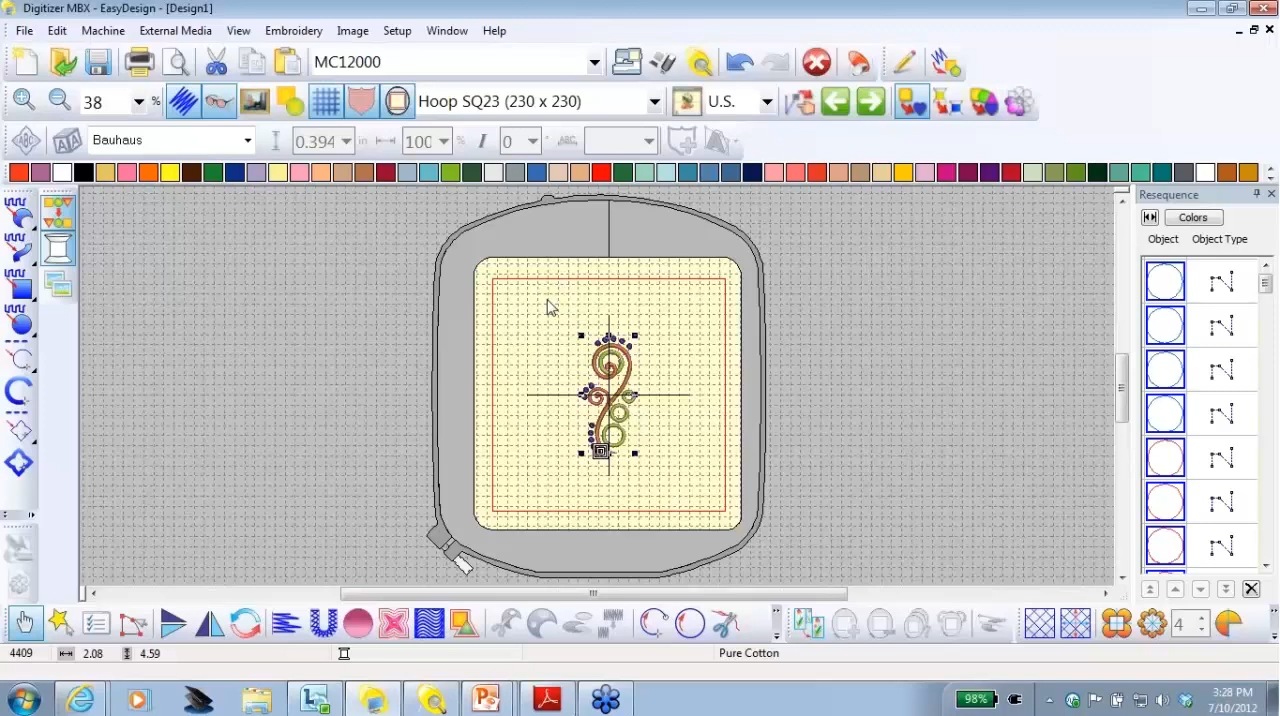 Digitizer MBX - EasyDesign - [Design1]
File Edit Machine External Media View Embroidery Image Setup Window Help
MC12000
38 % Hoop SQ23 (230 x 230) U.S.
Bauhaus 0.394 in 100 % I 0 ° ABC
Resequence
Colors
Object Object Type
4
4409 2.08 4.59 Pure Cotton
98% 3:28 PM
7/10/2012